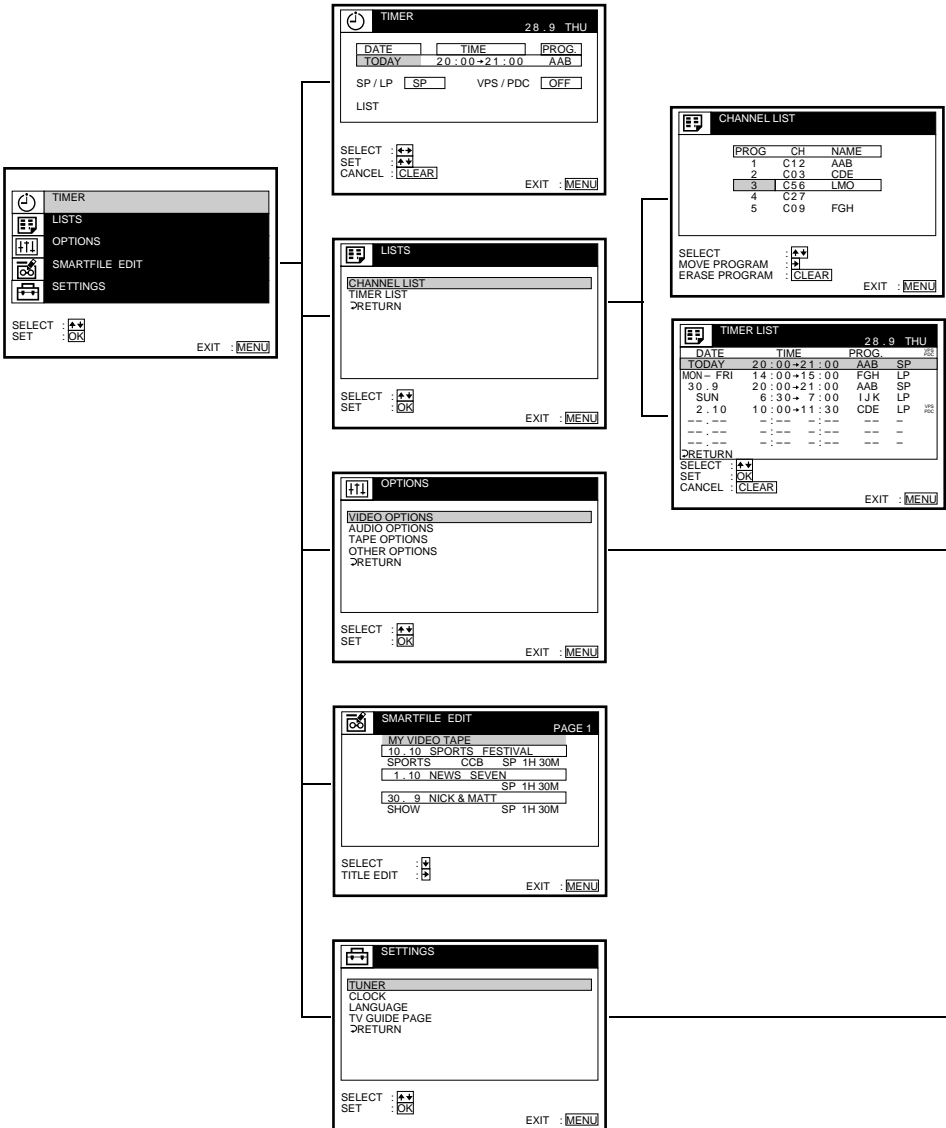 TIMER
LISTS
OPTIONS
SMARTFILE EDIT
SETTINGS
SELECT :
SET : OK
EXIT : MENU
TIMER
28 . 9 THU
DATE TIME PROG.
TODAY 20 : 00 → 21 : 00 AAB
SP / LP SP VPS / PDC OFF
LIST
SELECT :
SET :
CANCEL : CLEAR
EXIT : MENU
LISTS
CHANNEL LIST
TIMER LIST
RETURN
SELECT :
SET : OK
EXIT : MENU
CHANNEL LIST
PROG CH NAME
1 C12 AAB
2 C03 CDE
3 C56 LMO
4 C27
5 C09 FGH
SELECT :
MOVE PROGRAM :
ERASE PROGRAM : CLEAR
EXIT : MENU
TIMER LIST
28 . 9 THU
DATE TIME PROG. VPS PDC
TODAY 20 : 00 → 21 : 00 AAB SP
MON – FRI 14 : 00 → 15 : 00 FGH LP
30 . 9 20 : 00 → 21 : 00 AAB SP
SUN 6 : 30 → 7 : 00 IJK LP
2 . 10 10 : 00 → 11 : 30 CDE LP VPS PDC
– – . – – – : – – – : – – – – –
– – . – – – : – – – : – – – – –
– – . – – – : – – – : – – – – –
RETURN
SELECT :
SET : OK
CANCEL : CLEAR
EXIT : MENU
OPTIONS
VIDEO OPTIONS
AUDIO OPTIONS
TAPE OPTIONS
OTHER OPTIONS
RETURN
SELECT :
SET : OK
EXIT : MENU
SMARTFILE EDIT
PAGE 1
MY VIDEO TAPE
10 . 10 SPORTS FESTIVAL
SPORTS CCB SP 1H 30M
1 . 10 NEWS SEVEN
SP 1H 30M
30 . 9 NICK & MATT
SHOW SP 1H 30M
SELECT :
TITLE EDIT :
EXIT : MENU
SETTINGS
TUNER
CLOCK
LANGUAGE
TV GUIDE PAGE
RETURN
SELECT :
SET : OK
EXIT : MENU